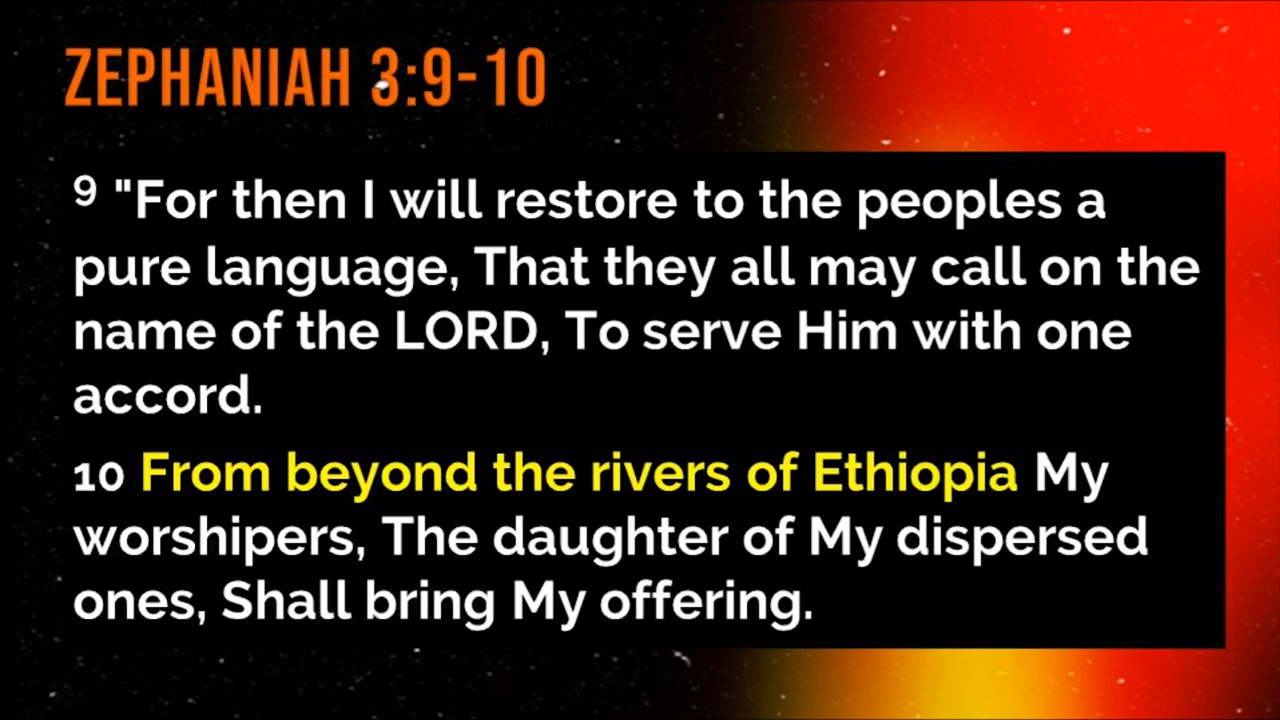 ZEPHANIAH 3:9-10
9 "For then I will restore to the peoples a
pure language, That they all may call on the
name of the LORD, To serve Him with one
accord.
10 From beyond the rivers of Ethiopia My
worshipers, The daughter of My dispersed
ones, Shall bring My offering.